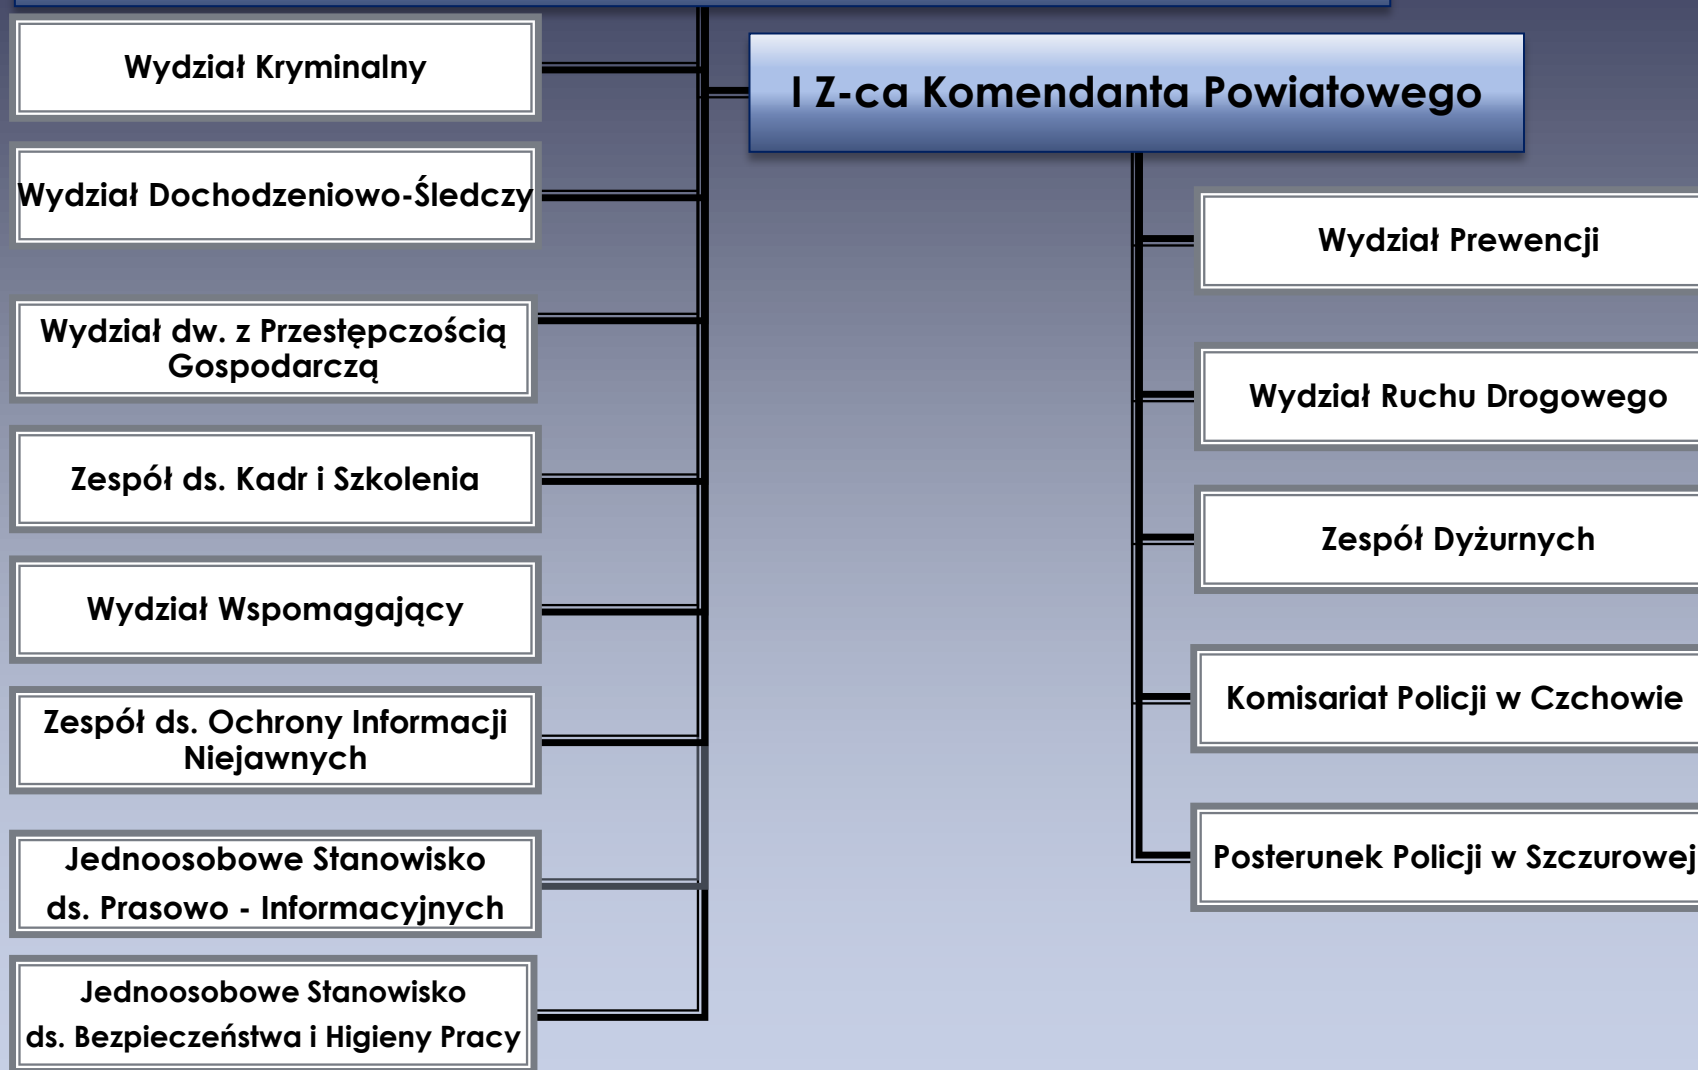 Wydział Kryminalny
Wydział Dochodzeniowo-Śledczy
Wydział dw. z Przestępczością
Gospodarczą
Zespół ds. Kadr i Szkolenia
Wydział Wspomagający
Zespół ds. Ochrony Informacji
Niejawnych
Jednoosobowe Stanowisko
ds. Prasowo - Informacyjnych
Jednoosobowe Stanowisko
ds. Bezpieczeństwa i Higieny Pracy
I Z-ca Komendanta Powiatowego
Wydział Prewencji
Wydział Ruchu Drogowego
Zespół Dyżurnych
Komisariat Policji w Czchowie
Posterunek Policji w Szczurowej